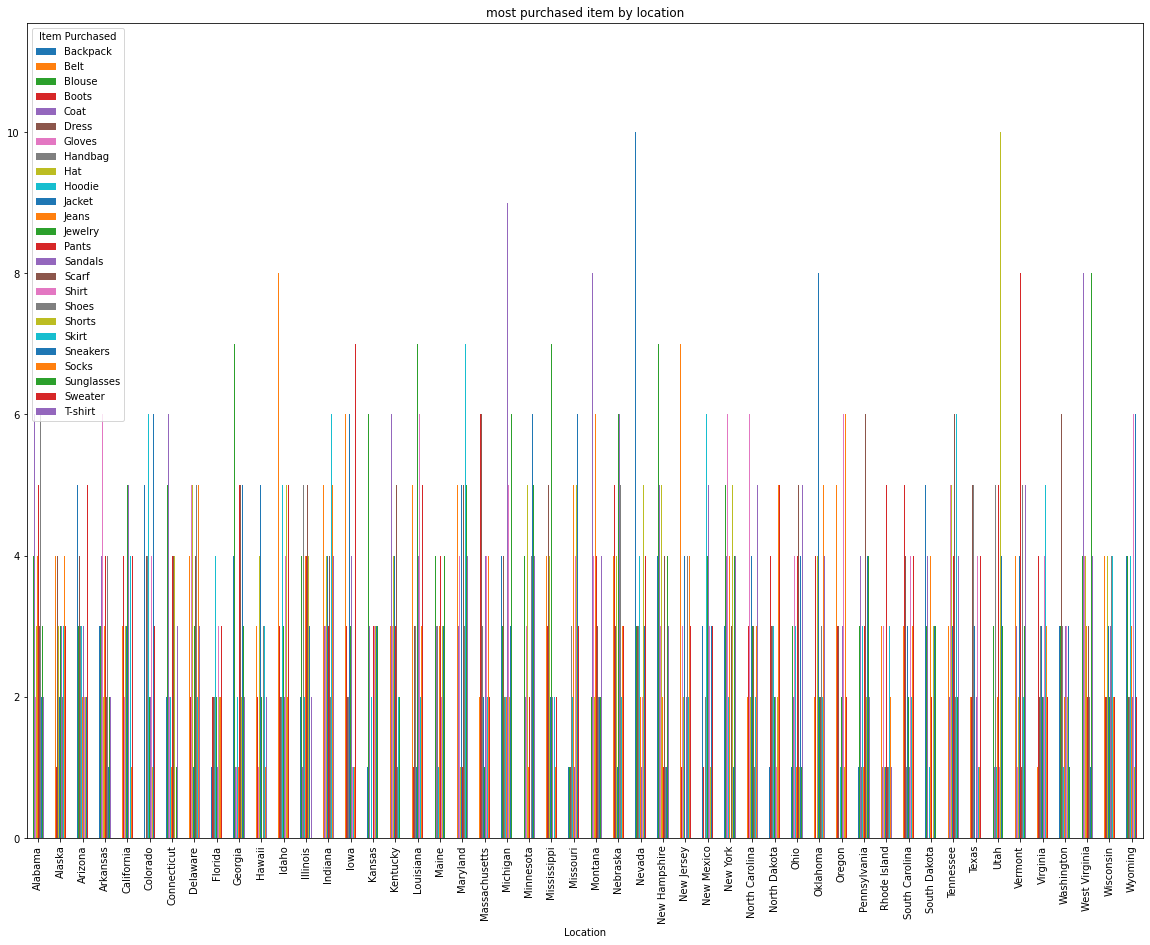 most purchased item by location
Item Purchased
Backpack
Belt
Blouse
Boots
Coat
Dress
Gloves
Handbag
Hat
Hoodie
Jacket
Jeans
Jewelry
Pants
Sandals
Scarf
Shirt
Shoes
Shorts
Skirt
Sneakers
Socks
Sunglasses
Sweater
T-shirt
10
8
6
4
2
0
Alabama
Alaska
Arizona
Arkansas
California
Colorado
Connecticut
Delaware
Florida
Georgia
Hawaii
Idaho
Illinois
Indiana
Iowa
Kansas
Kentucky
Louisiana
Maine
Maryland
Massachusetts
Michigan
Minnesota
Mississippi
Missouri
Montana
Nebraska
Nevada
New Hampshire
New Jersey
New Mexico
New York
North Carolina
North Dakota
Ohio
Oklahoma
Oregon
Pennsylvania
Rhode Island
South Carolina
South Dakota
Tennessee
Texas
Utah
Vermont
Virginia
Washington
West Virginia
Wisconsin
Wyoming
Location